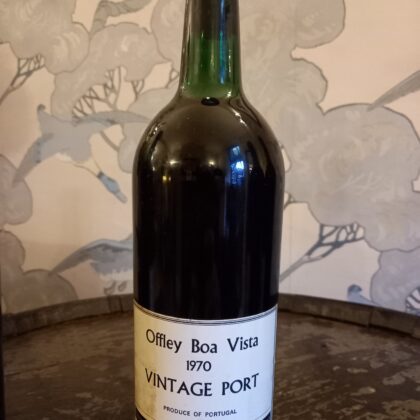 Offley Boa Vista
1970
VINTAGE PORT
PRODUCE OF PORTUGAL